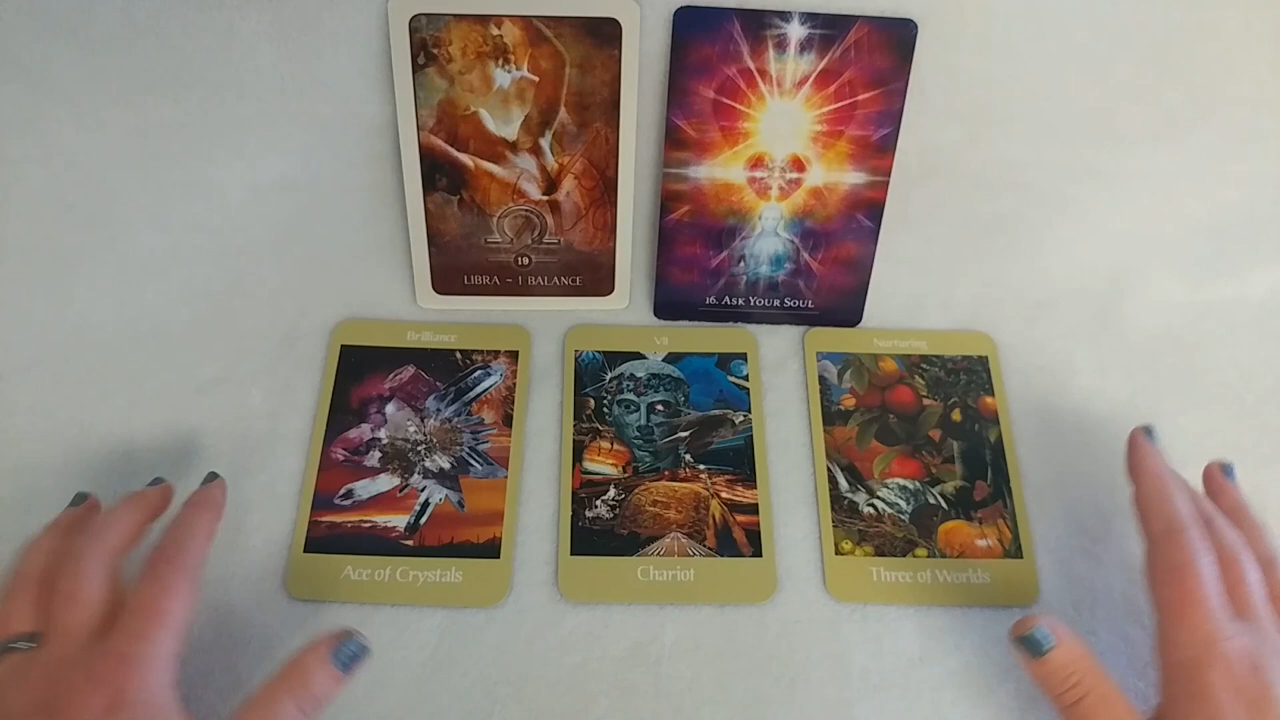 19
LIBRA ~ I BALANCE
16. ASK YOUR SOUL
Brilliance
Ace of Crystals
VII
Chariot
Nurturing
Three of Worlds